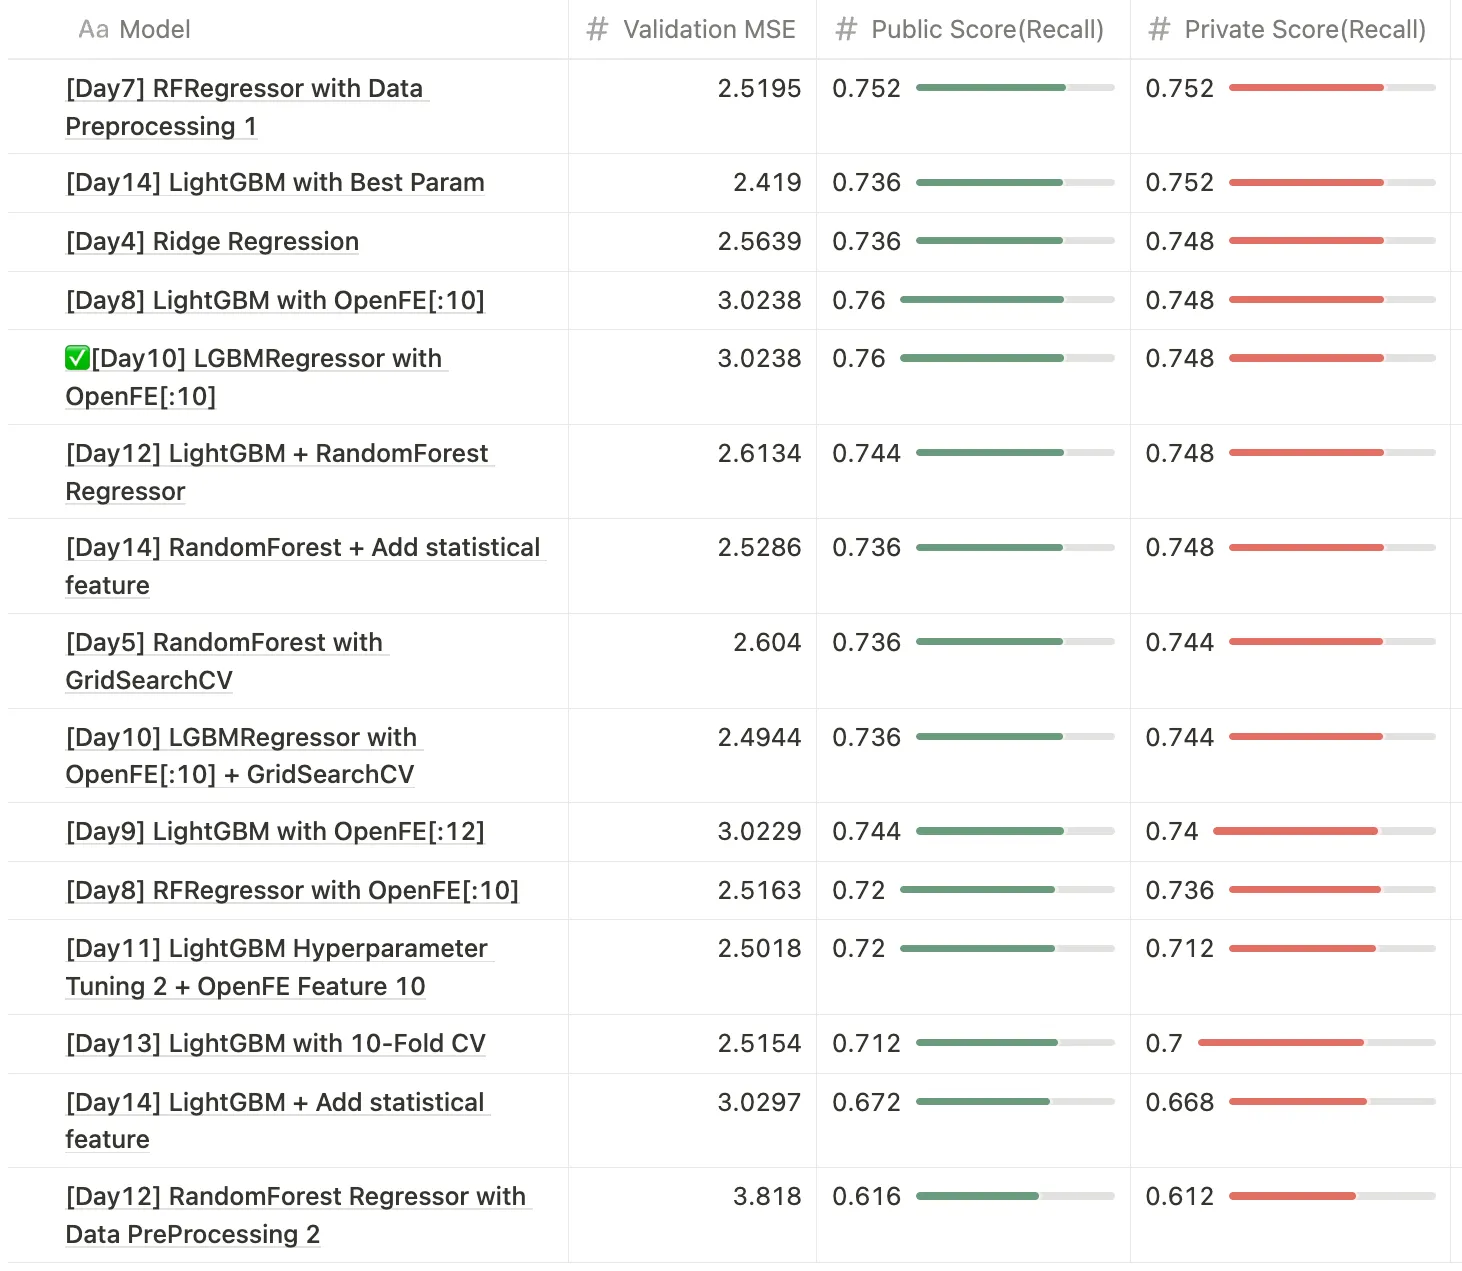 Aa Model # Validation MSE # Public Score(Recall) # Private Score(Recall)
[Day7] RFRegressor with Data 2.5195 0.752 0.752
Preprocessing 1
[Day14] LightGBM with Best Param 2.419 0.736 0.752
[Day4] Ridge Regression 2.5639 0.736 0.748
[Day8] LightGBM with OpenFE[:10] 3.0238 0.76 0.748
✅[Day10] LGBMRegressor with 3.0238 0.76 0.748
OpenFE[:10]
[Day12] LightGBM + RandomForest 2.6134 0.744 0.748
Regressor
[Day14] RandomForest + Add statistical 2.5286 0.736 0.748
feature
[Day5] RandomForest with 2.604 0.736 0.744
GridSearchCV
[Day10] LGBMRegressor with 2.4944 0.736 0.744
OpenFE[:10] + GridSearchCV
[Day9] LightGBM with OpenFE[:12] 3.0229 0.744 0.74
[Day8] RFRegressor with OpenFE[:10] 2.5163 0.72 0.736
[Day11] LightGBM Hyperparameter 2.5018 0.72 0.712
Tuning 2 + OpenFE Feature 10
[Day13] LightGBM with 10-Fold CV 2.5154 0.712 0.7
[Day14] LightGBM + Add statistical 3.0297 0.672 0.668
feature
[Day12] RandomForest Regressor with 3.818 0.616 0.612
Data PreProcessing 2